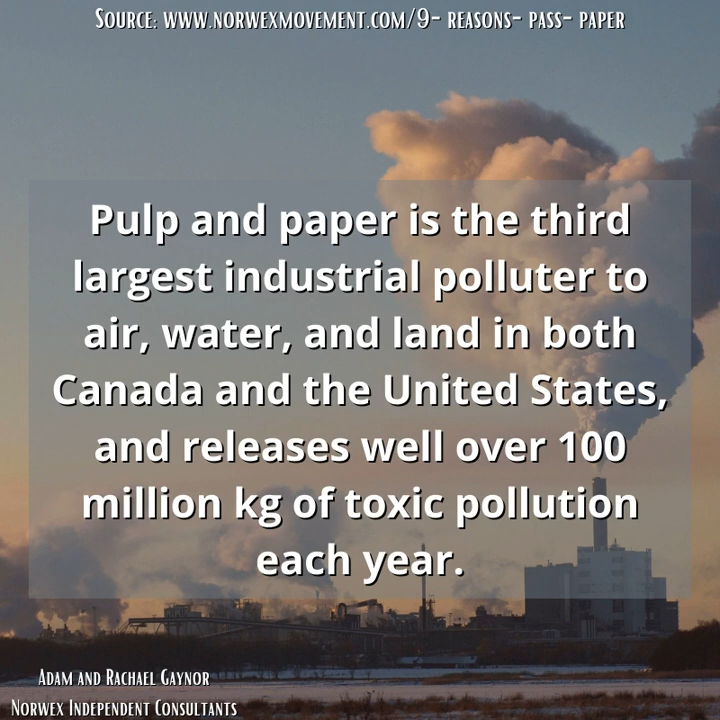 Source: www.norwexmovement.com/9- reasons- pass- paper
Pulp and paper is the third
largest industrial polluter to
air, water, and land in both
Canada and the United States,
and releases well over 100
million kg of toxic pollution
each year.
Adam and Rachael Gaynor
Norwex Independent Consultants